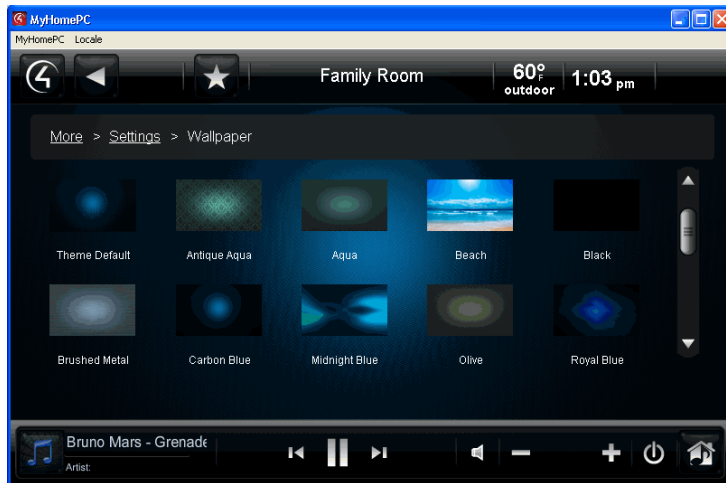 MyHomePC
MyHomePC Locale
Family Room
60°F
outdoor
1:03 pm
More > Settings > Wallpaper
Theme Default Antique Aqua Aqua Beach Black
Brushed Metal Carbon Blue Midnight Blue Olive Royal Blue
Bruno Mars - Grenade
Artist: